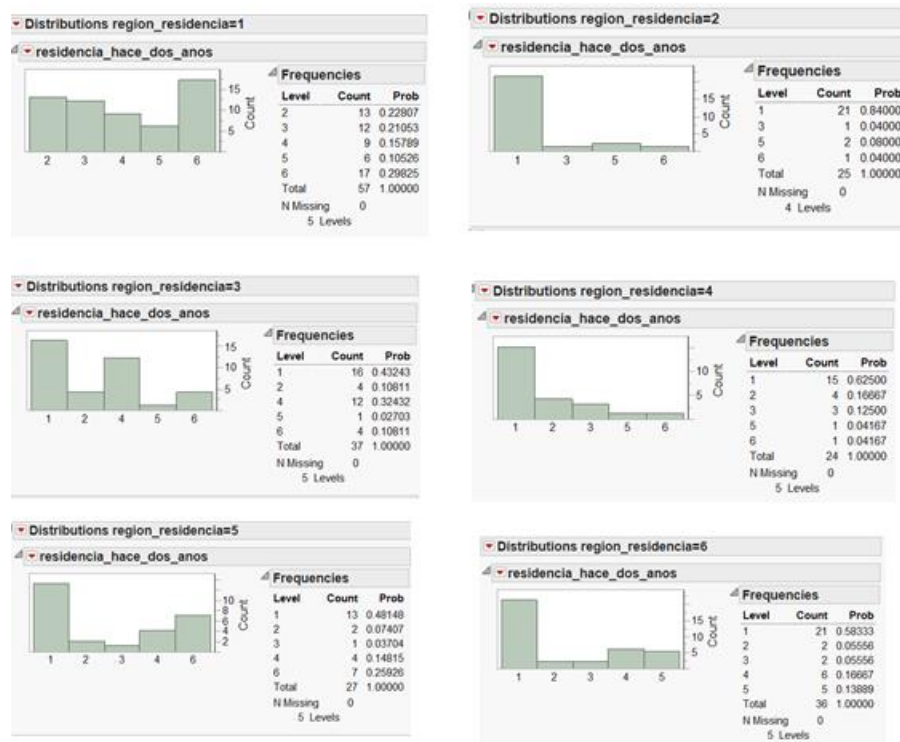 Distributions region_residencia=1
residencia_hace_dos_anos
15
10
5
Count
2 3 4 5 6
Frequencies
Level Count Prob
2 13 0.22807
3 12 0.21053
4 9 0.15789
5 6 0.10526
6 17 0.29825
Total 57 1.00000
N Missing 0
5 Levels
Distributions region_residencia=2
residencia_hace_dos_anos
15
10
5
Count
1 3 5 6
Frequencies
Level Count Prob
1 21 0.84000
3 1 0.04000
5 2 0.08000
6 1 0.04000
Total 25 1.00000
N Missing 0
4 Levels
Distributions region_residencia=3
residencia_hace_dos_anos
15
10
5
Count
1 2 4 5 6
Frequencies
Level Count Prob
1 16 0.43243
2 4 0.10811
4 12 0.32432
5 1 0.02703
6 4 0.10811
Total 37 1.00000
N Missing 0
5 Levels
Distributions region_residencia=4
residencia_hace_dos_anos
10
5
Count
1 2 3 5 6
Frequencies
Level Count Prob
1 15 0.62500
2 4 0.16667
3 3 0.12500
5 1 0.04167
6 1 0.04167
Total 24 1.00000
N Missing 0
5 Levels
Distributions region_residencia=5
residencia_hace_dos_anos
10
8
6
4
2
Count
1 2 3 4 6
Frequencies
Level Count Prob
1 13 0.48148
2 2 0.07407
3 1 0.03704
4 4 0.14815
6 7 0.25926
Total 27 1.00000
N Missing 0
5 Levels
Distributions region_residencia=6
residencia_hace_dos_anos
15
10
5
Count
1 2 3 4 5
Frequencies
Level Count Prob
1 21 0.58333
2 2 0.05556
3 2 0.05556
4 6 0.16667
5 5 0.13889
Total 36 1.00000
N Missing 0
5 Levels